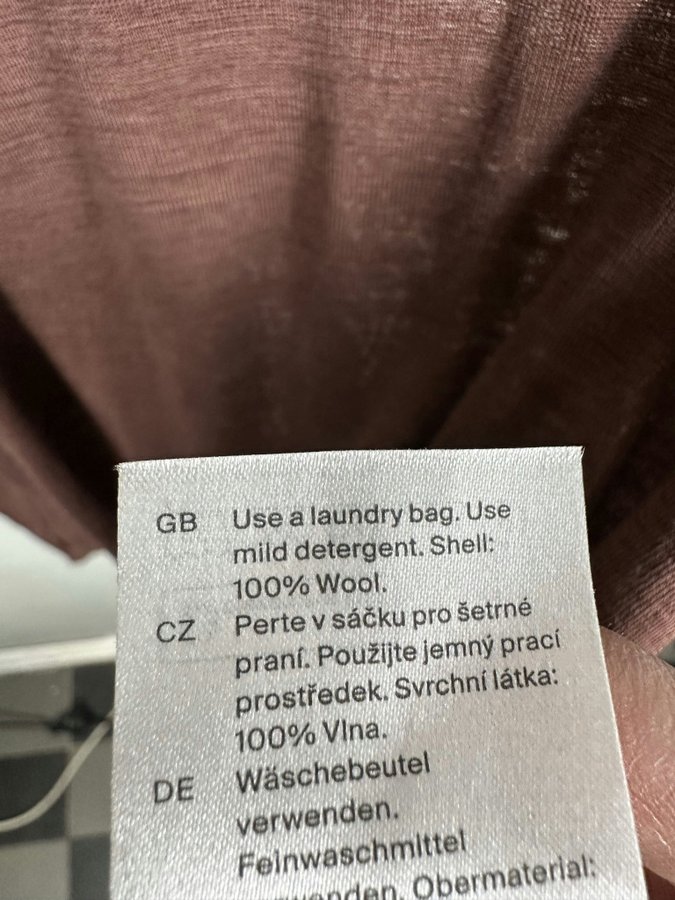 GB Use a laundry bag. Use
mild detergent. Shell:
100% Wool.
CZ Perte v sáčku pro šetrné
praní. Použijte jemný prací
prostředek. Svrchní látka:
100% Vlna.
DE Wäschebeutel
verwenden.
Feinwaschmittel
Obermaterial: